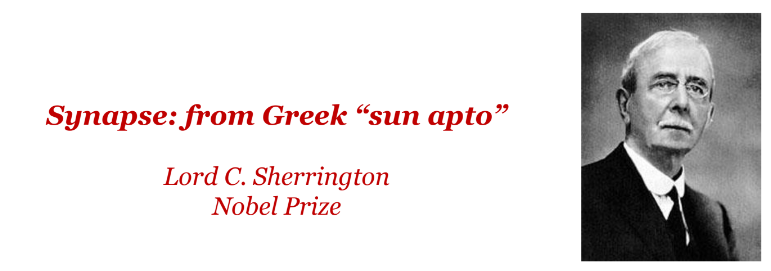 Synapse: from Greek “sun apto”
Lord C. Sherrington
Nobel Prize